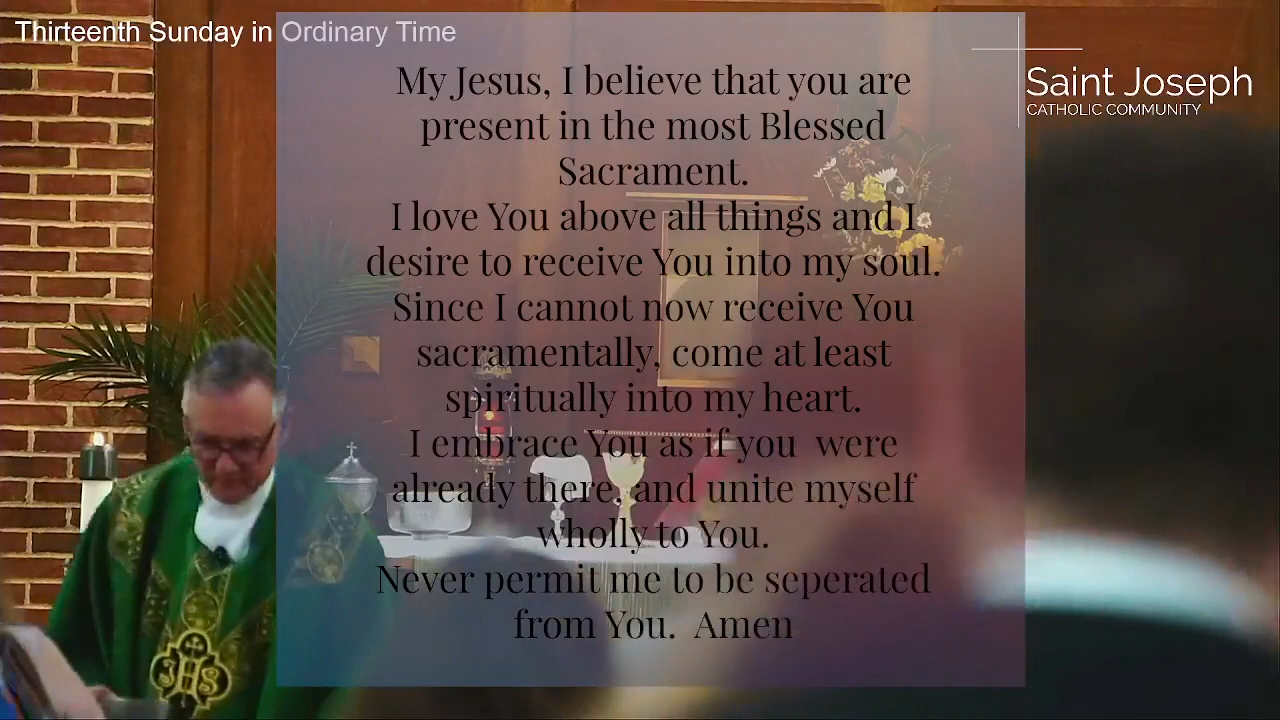 Thirteenth Sunday in Ordinary Time
Saint Joseph
CATHOLIC COMMUNITY
My Jesus, I believe that you are
present in the most Blessed
Sacrament.
I love You above all things and I
desire to receive You into my soul.
Since I cannot now receive You
sacramentally, come at least
spiritually into my heart.
I embrace You as if you  were
already there, and unite myself
wholly to You.
Never permit me to be seperated
from You.  Amen
IHS